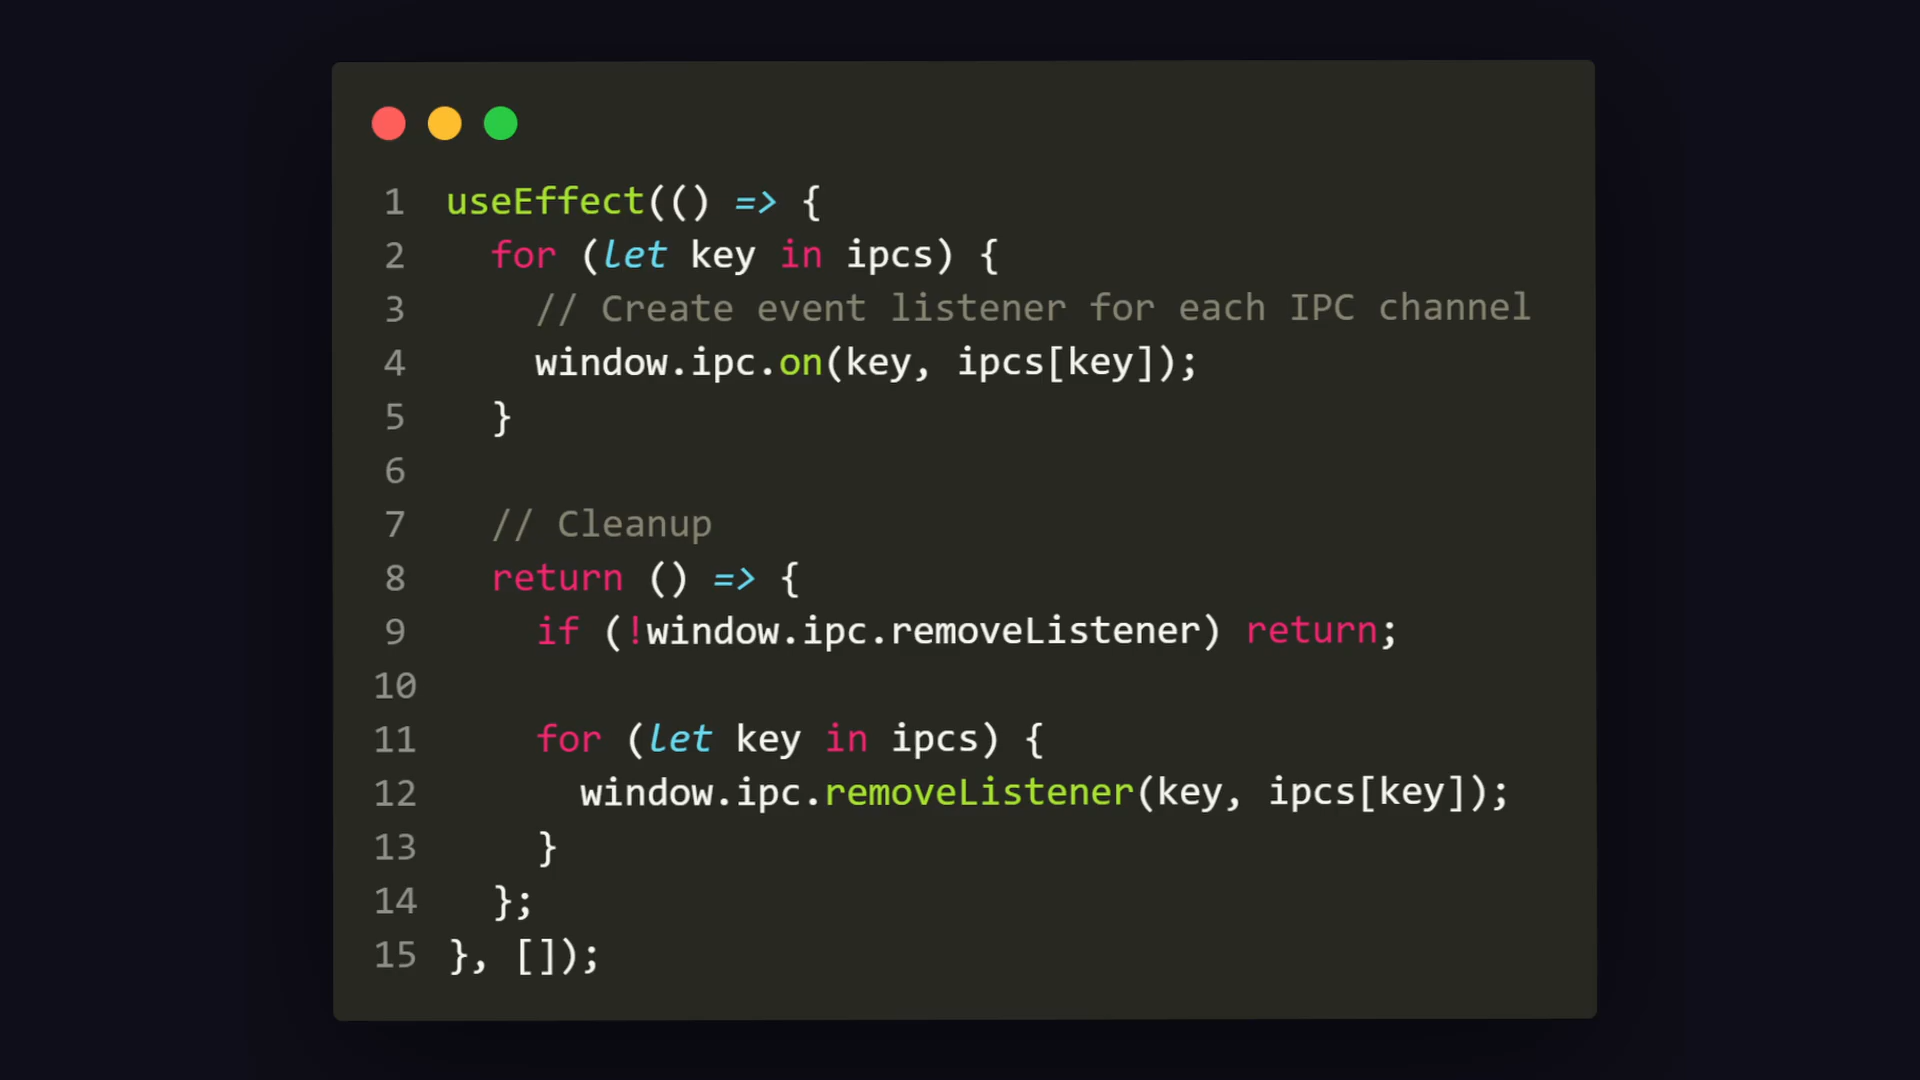 1 useEffect(() => {
2 for (let key in ipcs) {
3 // Create event listener for each IPC channel
4 window.ipc.on(key, ipcs[key]);
5 }
6
7 // Cleanup
8 return () => {
9 if (!window.ipc.removeListener) return;
10
11 for (let key in ipcs) {
12 window.ipc.removeListener(key, ipcs[key]);
13 }
14 };
15 }, []);